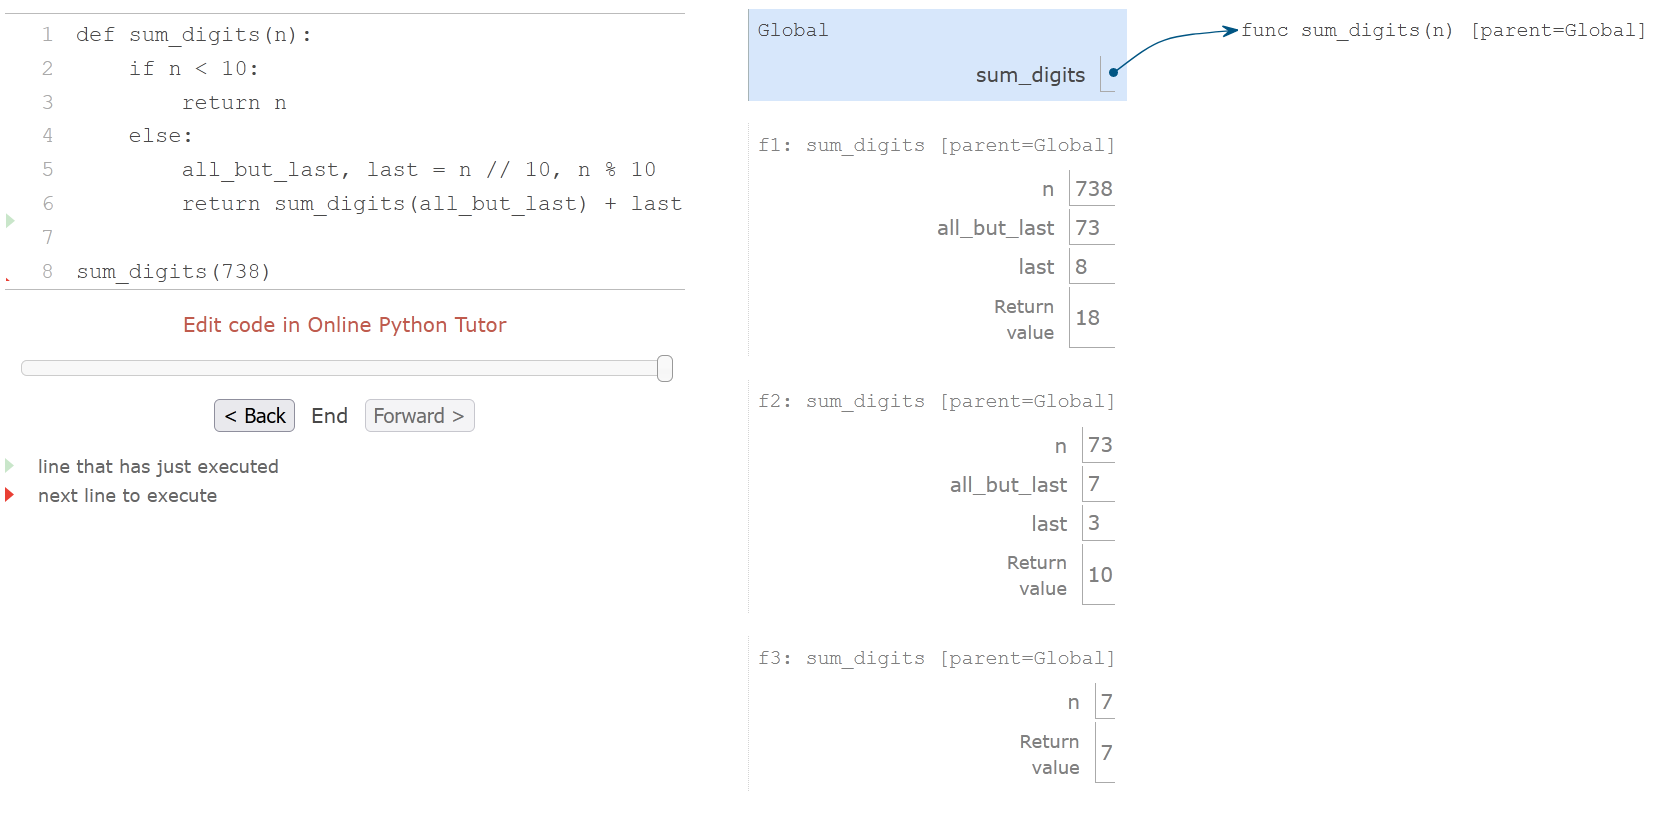 1 def sum_digits(n):
2     if n < 10:
3         return n
4     else:
5         all_but_last, last = n // 10, n % 10
6         return sum_digits(all_but_last) + last
7
8 sum_digits(738)
Edit code in Online Python Tutor
< Back End Forward >
line that has just executed
next line to execute
Global
sum_digits
func sum_digits(n) [parent=Global]
f1: sum_digits [parent=Global]
n 738
all_but_last 73
last 8
Return
value 18
f2: sum_digits [parent=Global]
n 73
all_but_last 7
last 3
Return
value 10
f3: sum_digits [parent=Global]
n 7
Return
value 7